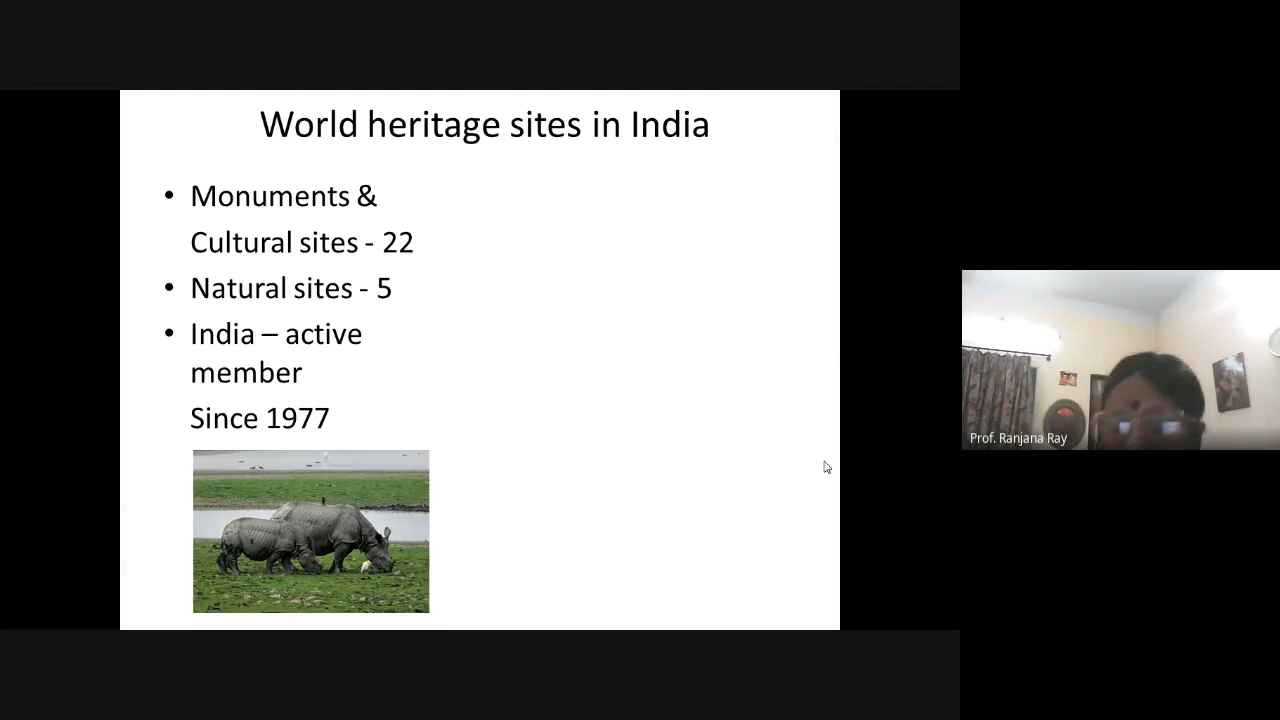 World heritage sites in India
• Monuments &
Cultural sites - 22
• Natural sites - 5
• India – active
member
Since 1977
Prof. Ranjana Ray